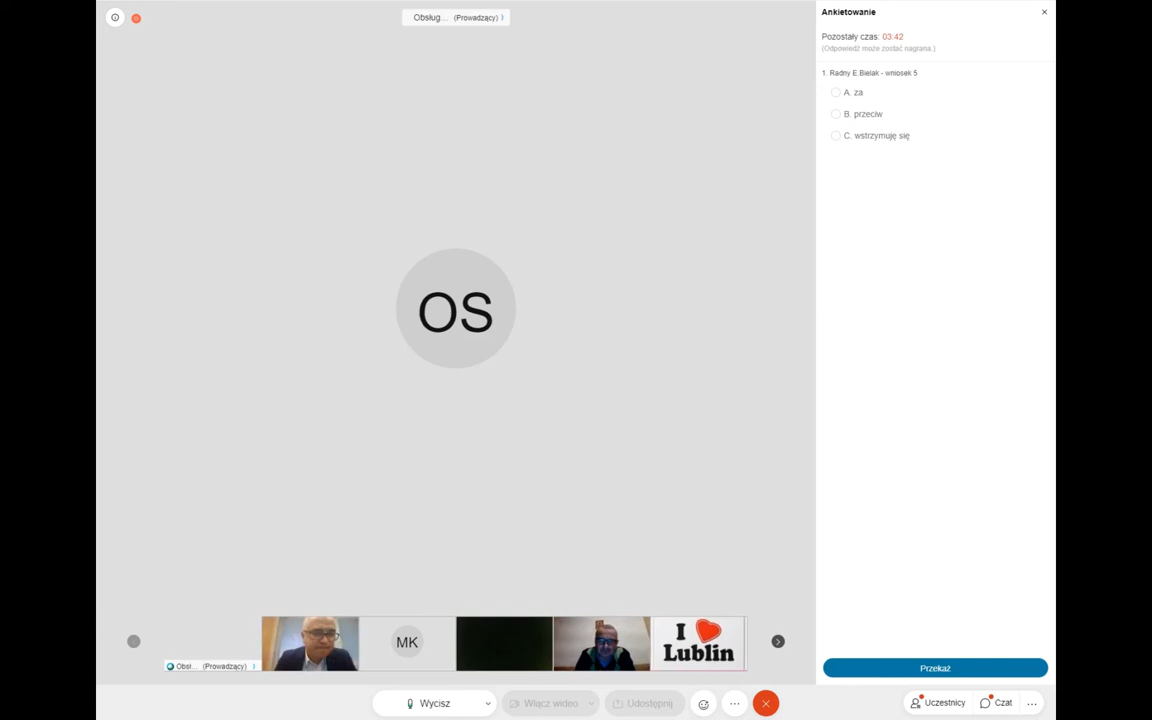 Obsług... (Prowadzący)
Ankietowanie
Pozostały czas: 03:42
(Odpowiedź może zostać nagrana.)
1. Radny E.Bielak - wniosek 5
A. za
B. przeciw
C. wstrzymuję się
OS
Obsł... (Prowadzący)
MK
I
Lublin
Przekaż
Wycisz
Włącz wideo
Udostępnij
Uczestnicy
Czat